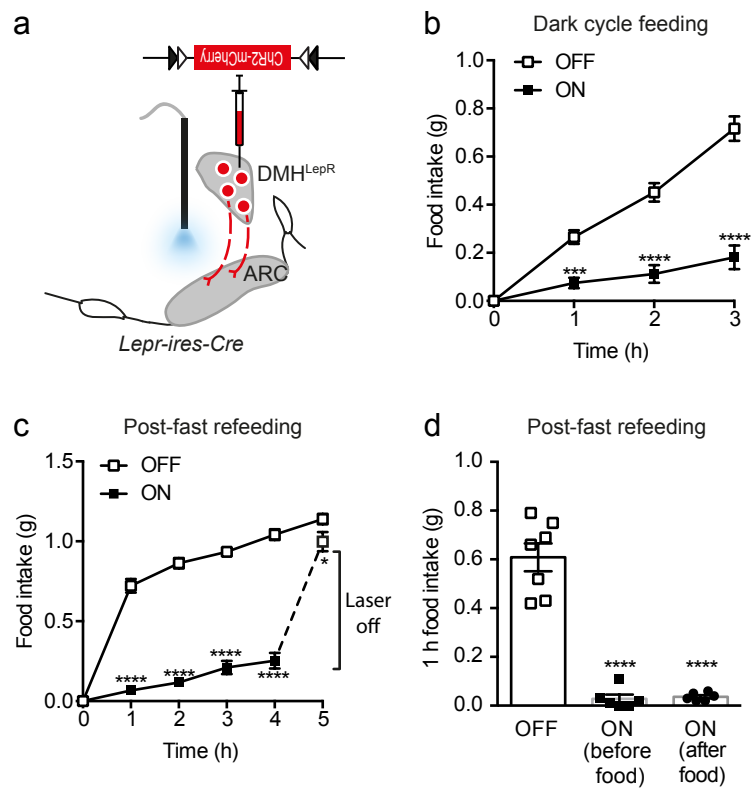 a
ChR2-mCherry
DMHLepR
ARC
Lepr-ires-Cre
b
Dark cycle feeding
OFF
ON
Food intake (g)
1.0
0.8
0.6
0.4
0.2
0.0
***
****
****
0
1
2
3
Time (h)
c
Post-fast refeeding
OFF
ON
Food intake (g)
1.5
1.0
0.5
0.0
****
****
****
****
*
Laser
off
0
1
2
3
4
5
Time (h)
d
Post-fast refeeding
1 h food intake (g)
1.0
0.8
0.6
0.4
0.2
0.0
****
****
OFF
ON
(before
food)
ON
(after
food)